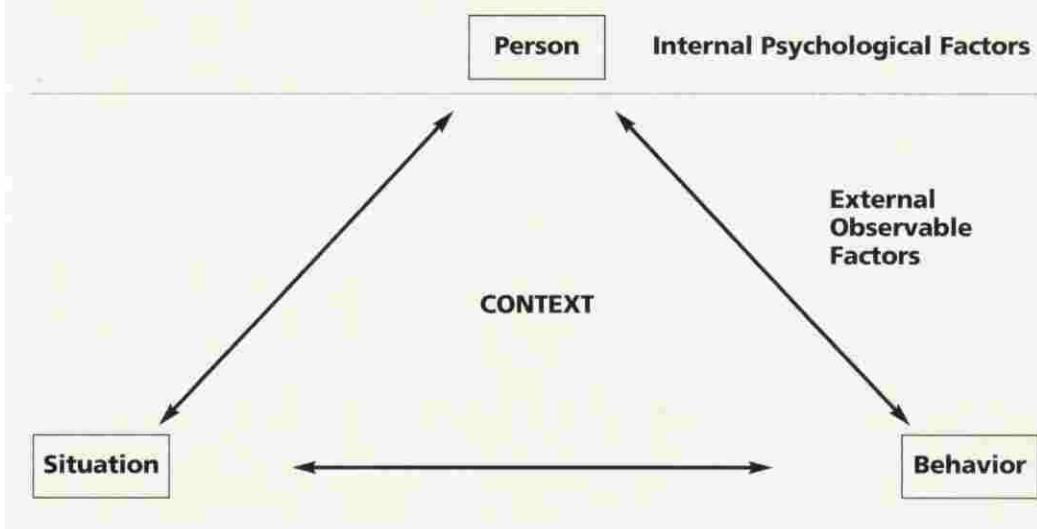 Person
Internal Psychological Factors
External
Observable
Factors
CONTEXT
Situation
Behavior